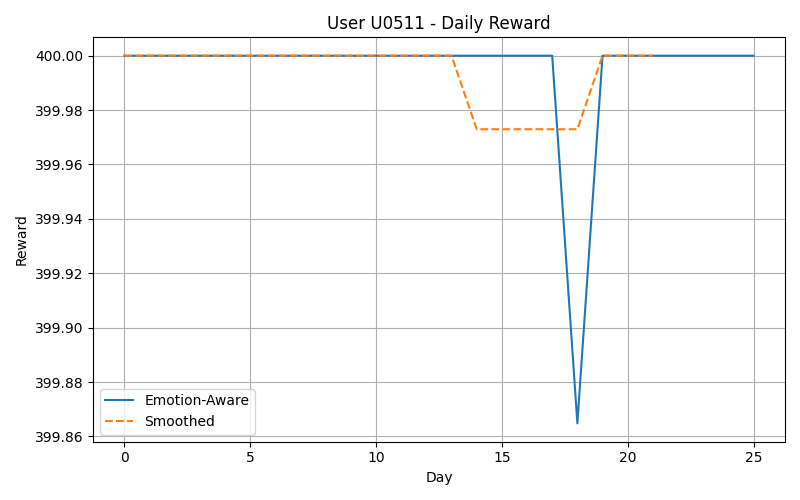 User U0511 - Daily Reward
Reward
400.00
399.98
399.96
399.94
399.92
399.90
399.88
399.86
Emotion-Aware
Smoothed
0 5 10 15 20 25
Day